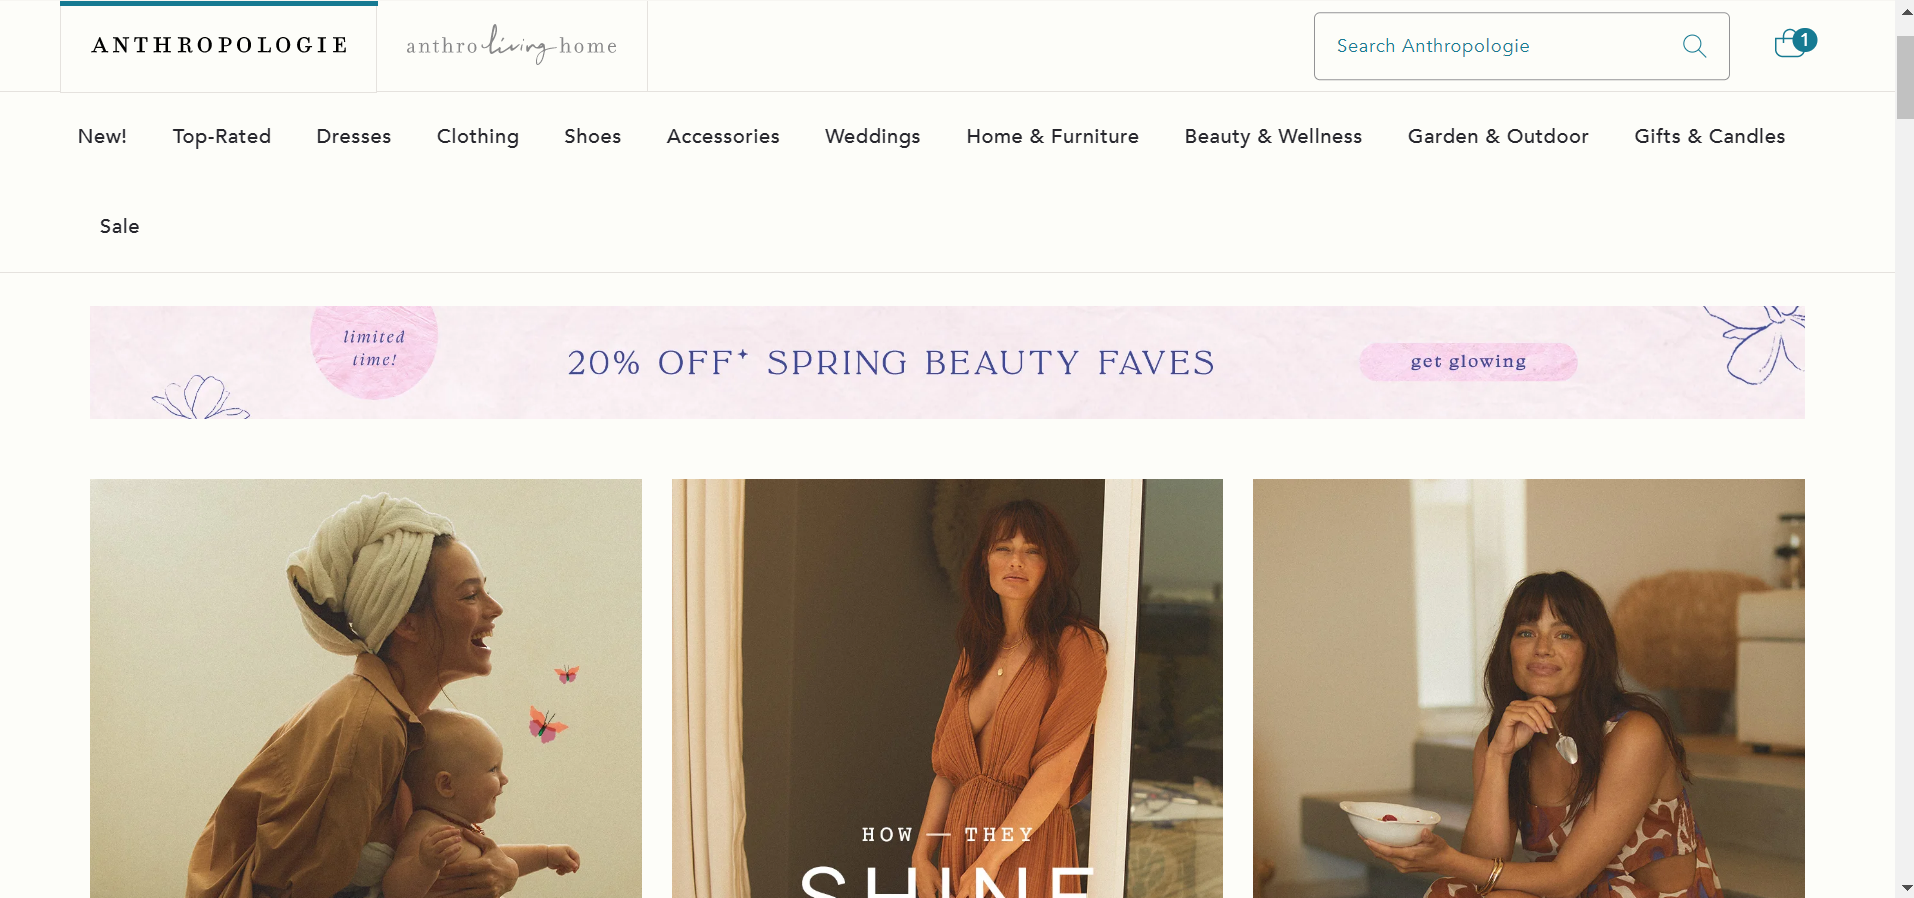 ANTHROPOLOGIE
anthro living home
Search Anthropologie
1
New! Top-Rated Dresses Clothing Shoes Accessories Weddings Home & Furniture Beauty & Wellness Garden & Outdoor Gifts & Candles
Sale
limited
time!
20% OFF✦ SPRING BEAUTY FAVES
get glowing
HOW — THEY
SHINE